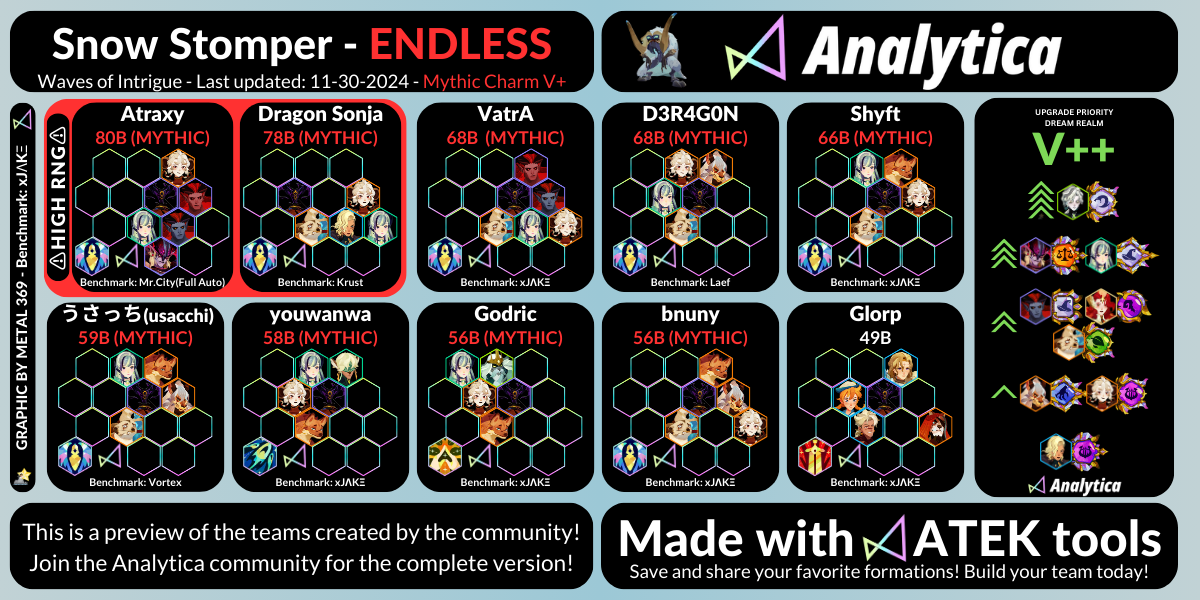 Snow Stomper - ENDLESS
Waves of Intrigue - Last updated: 11-30-2024 - Mythic Charm V+
Analytica
GRAPHIC BY METAL 369 - Benchmark: xJΛKΞ
⚠HIGH RNG⚠
Atraxy
80B (MYTHIC)
Benchmark: Mr.City(Full Auto)
Dragon Sonja
78B (MYTHIC)
Benchmark: Krust
VatrA
68B (MYTHIC)
Benchmark: xJΛKΞ
D3R4G0N
68B (MYTHIC)
Benchmark: Laef
Shyft
66B (MYTHIC)
Benchmark: xJΛKΞ
うさっち(usacchi)
59B (MYTHIC)
Benchmark: Vortex
youwanwa
58B (MYTHIC)
Benchmark: xJΛKΞ
Godric
56B (MYTHIC)
Benchmark: xJΛKΞ
bnuny
56B (MYTHIC)
Benchmark: xJΛKΞ
Glorp
49B
Benchmark: xJΛKΞ
UPGRADE PRIORITY
DREAM REALM
V++
Analytica
This is a preview of the teams created by the community!
Join the Analytica community for the complete version!
Made with ATEK tools
Save and share your favorite formations! Build your team today!